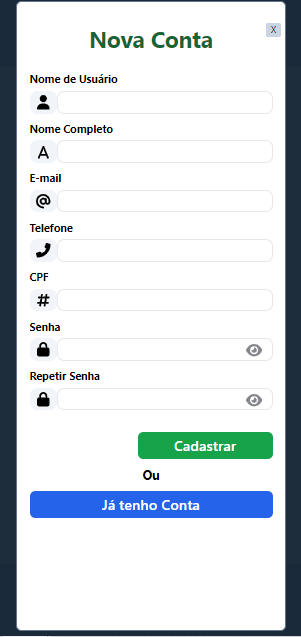 Nova Conta
X
Nome de Usuário
Nome Completo
A
E-mail
@
Telefone
CPF
#
Senha
Repetir Senha
Cadastrar
Ou
Já tenho Conta